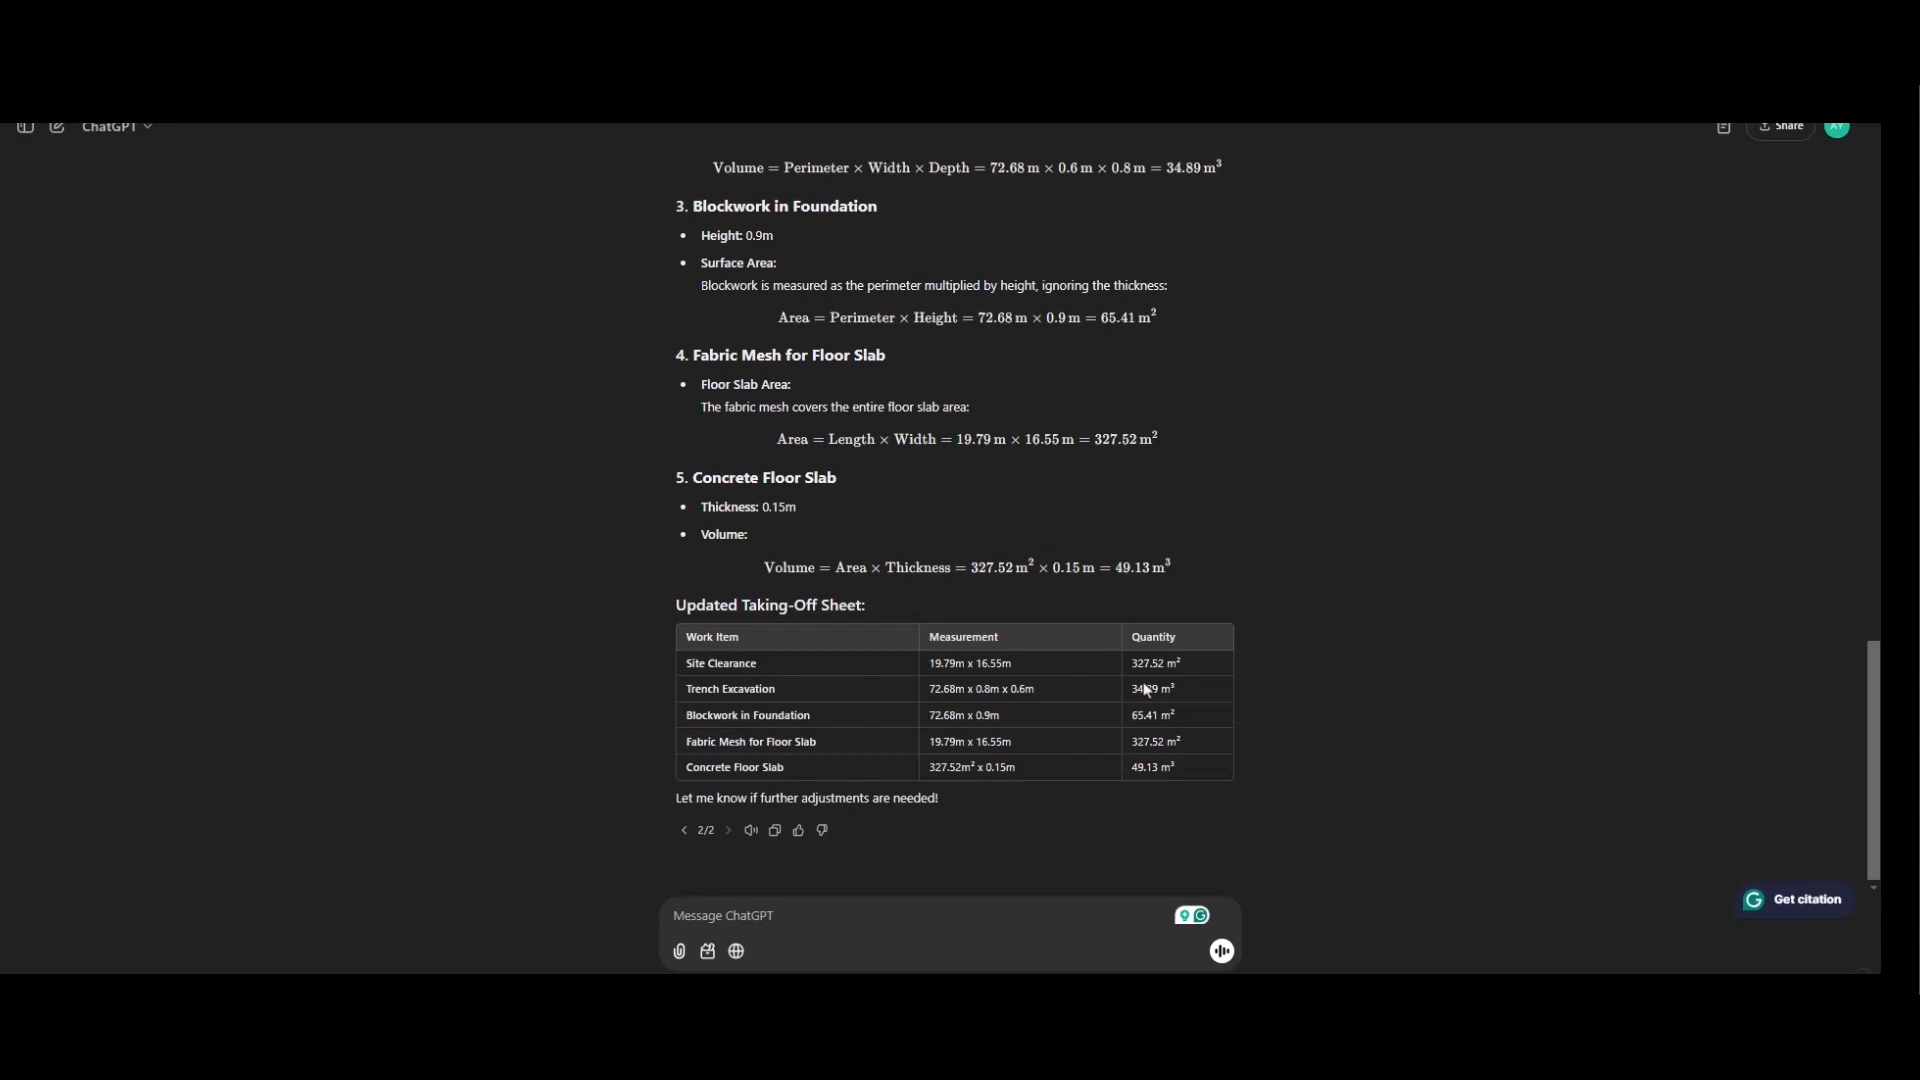 ChatGPT
Share
AY
Volume = Perimeter × Width × Depth = 72.68 m × 0.6 m × 0.8 m = 34.89 m³
3. Blockwork in Foundation
• Height: 0.9m
• Surface Area:
Blockwork is measured as the perimeter multiplied by height, ignoring the thickness:
Area = Perimeter × Height = 72.68 m × 0.9 m = 65.41 m²
4. Fabric Mesh for Floor Slab
• Floor Slab Area:
The fabric mesh covers the entire floor slab area:
Area = Length × Width = 19.79 m × 16.55 m = 327.52 m²
5. Concrete Floor Slab
• Thickness: 0.15m
• Volume:
Volume = Area × Thickness = 327.52 m² × 0.15 m = 49.13 m³
Updated Taking-Off Sheet:
Work Item Measurement Quantity
Site Clearance 19.79m x 16.55m 327.52 m²
Trench Excavation 72.68m x 0.8m x 0.6m 34.89 m³
Blockwork in Foundation 72.68m x 0.9m 65.41 m²
Fabric Mesh for Floor Slab 19.79m x 16.55m 327.52 m²
Concrete Floor Slab 327.52m² x 0.15m 49.13 m³
Let me know if further adjustments are needed!
2/2
Get citation
Message ChatGPT